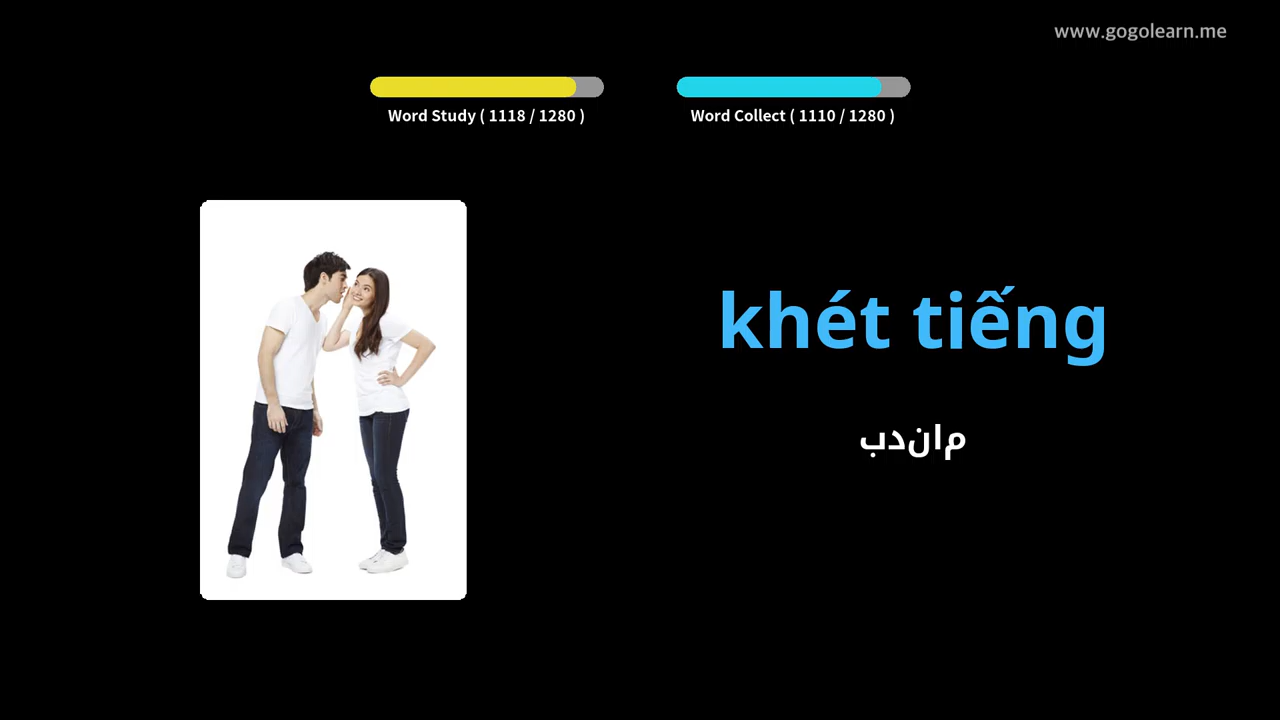 www.gogolearn.me
Word Study ( 1118 / 1280 )
Word Collect ( 1110 / 1280 )
khét tiếng
ماندب